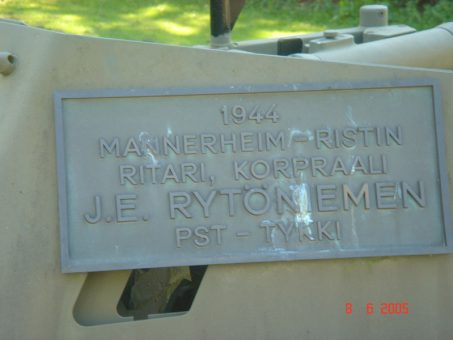 1944
MANNERHEIM-RISTIN
RITARI, KORPRAALI
J.E. RYTÖNIEMEN
PST - TYKKI
8 6 2005